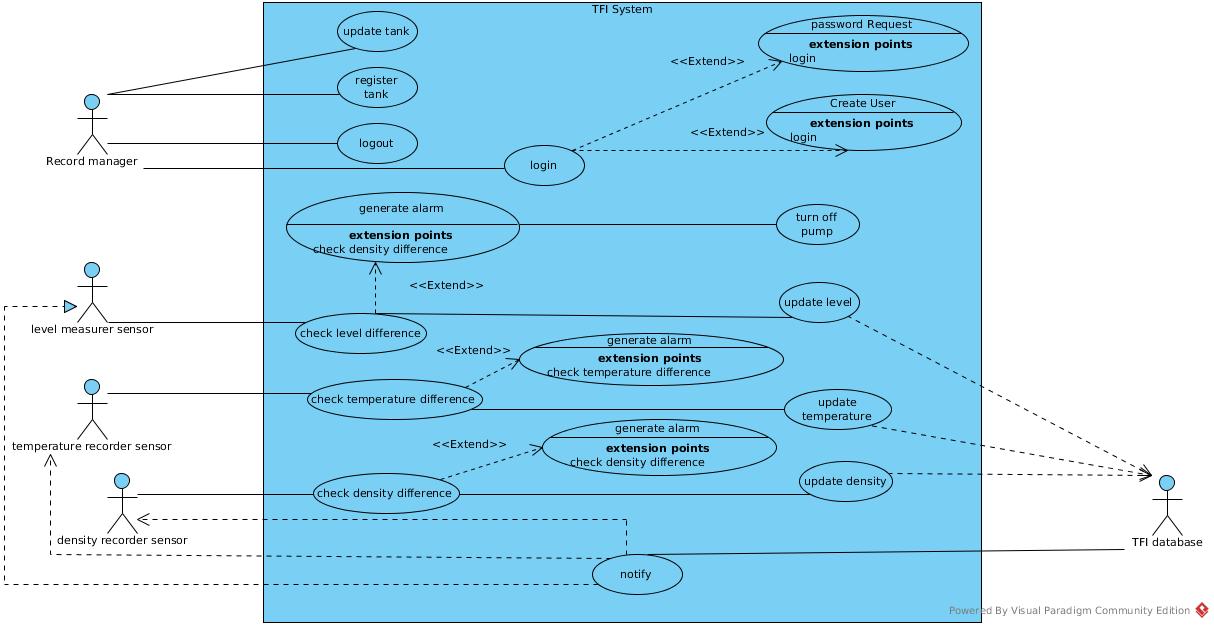 TFI System
update tank
password Request
extension points
login
<<Extend>>
register
tank
Create User
extension points
login
<<Extend>>
logout
Record manager
login
generate alarm
extension points
check density difference
turn off
pump
<<Extend>>
update level
level measurer sensor
check level difference
generate alarm
<<Extend>>
extension points
check temperature difference
check temperature difference
update
temperature
generate alarm
<<Extend>>
extension points
check density difference
temperature recorder sensor
update density
check density difference
density recorder sensor
TFI database
notify
Powered By Visual Paradigm Community Edition